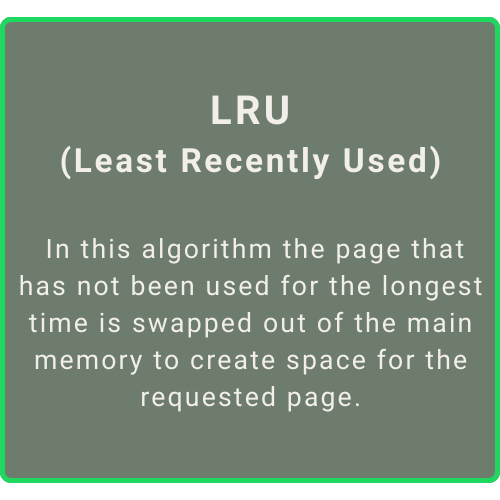 LRU
(Least Recently Used)
In this algorithm the page that
has not been used for the longest
time is swapped out of the main
memory to create space for the
requested page.